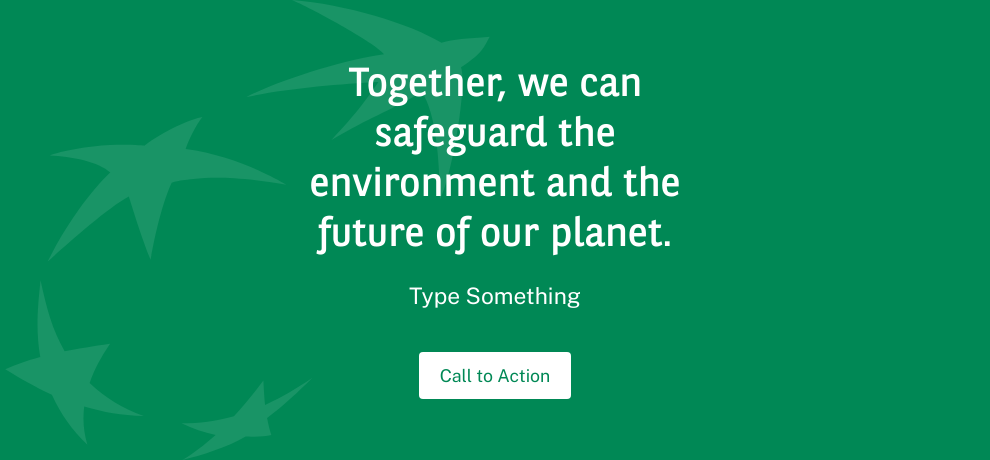 Together, we can
safeguard the
environment and the
future of our planet.
Type Something
Call to Action